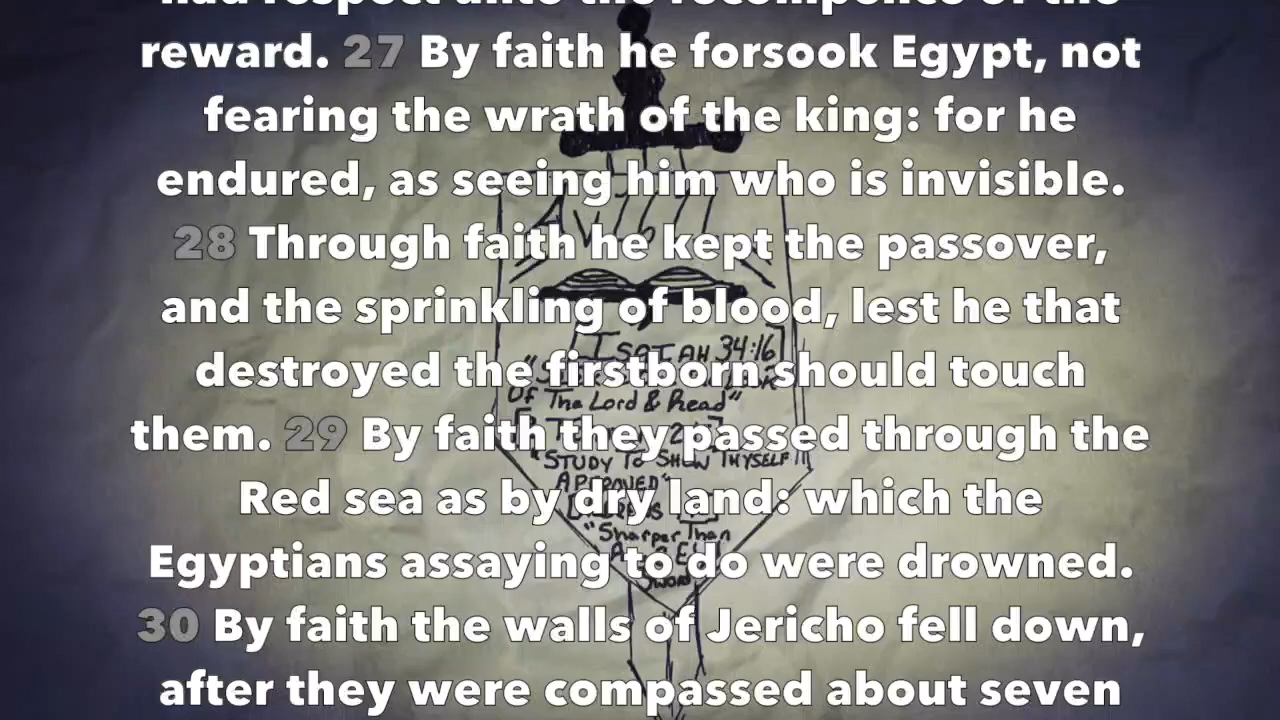 had respect unto the recompence of the
reward. 27 By faith he forsook Egypt, not
fearing the wrath of the king: for he
endured, as seeing him who is invisible.
28 Through faith he kept the passover,
and the sprinkling of blood, lest he that
destroyed the firstborn should touch
them. 29 By faith they passed through the
Red sea as by dry land: which the
Egyptians assaying to do were drowned.
30 By faith the walls of Jericho fell down,
after they were compassed about seven
AV1611
[ISAIAH 34:16]
Of The Lord & Read"
"STUDY To SHOW THYSELF
APPROVED"
"Sharper Than
Sword